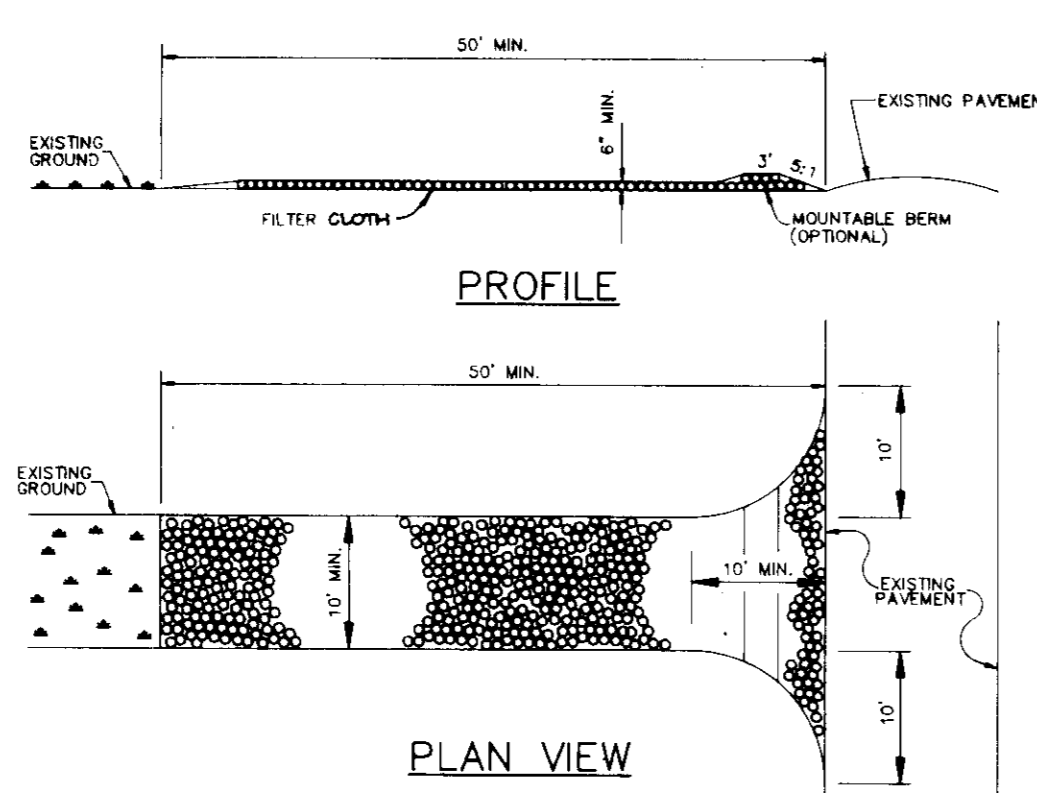 50' MIN.
EXISTING PAVEMEN
6" MIN.
EXISTING
GROUND
3'
5:1
FILTER CLOTH
MOUNTABLE BERM
(OPTIONAL)
PROFILE
50' MIN.
10'
EXISTING
GROUND
10' MIN.
10' MIN.
EXISTING
PAVEMENT
10'
PLAN VIEW